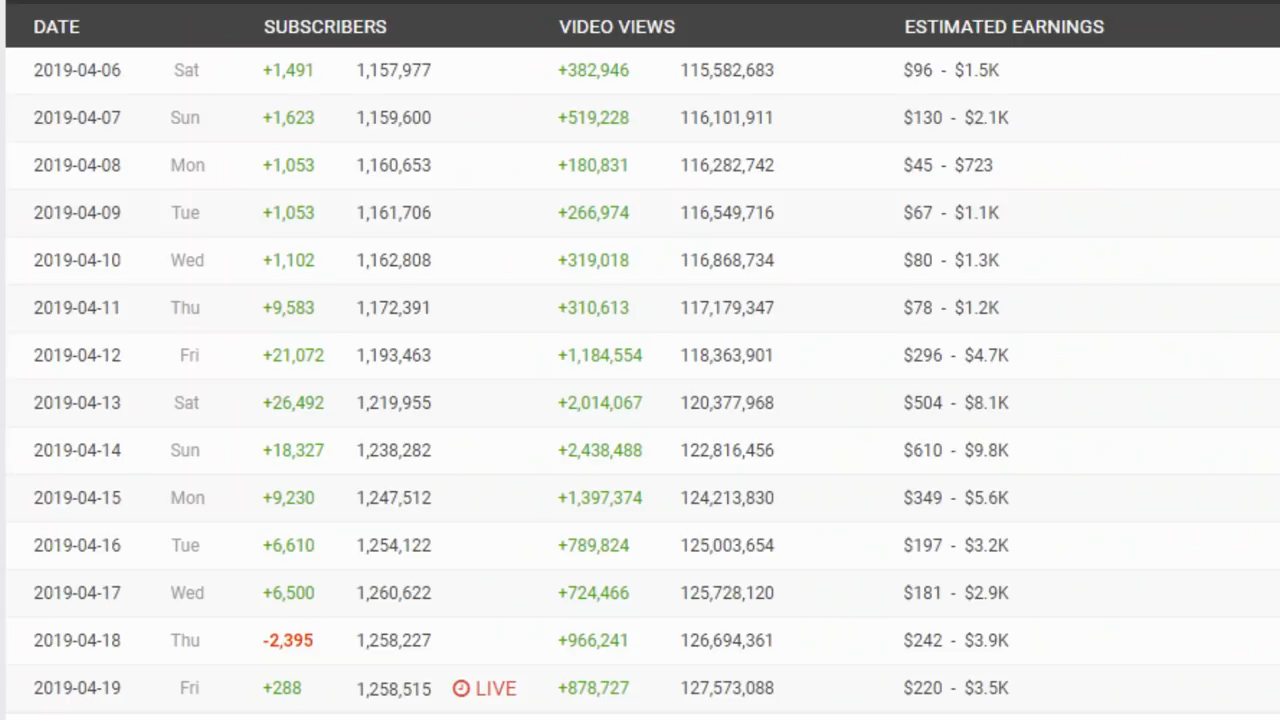 DATE SUBSCRIBERS VIDEO VIEWS ESTIMATED EARNINGS
2019-04-06 Sat +1,491 1,157,977 +382,946 115,582,683 $96 - $1.5K
2019-04-07 Sun +1,623 1,159,600 +519,228 116,101,911 $130 - $2.1K
2019-04-08 Mon +1,053 1,160,653 +180,831 116,282,742 $45 - $723
2019-04-09 Tue +1,053 1,161,706 +266,974 116,549,716 $67 - $1.1K
2019-04-10 Wed +1,102 1,162,808 +319,018 116,868,734 $80 - $1.3K
2019-04-11 Thu +9,583 1,172,391 +310,613 117,179,347 $78 - $1.2K
2019-04-12 Fri +21,072 1,193,463 +1,184,554 118,363,901 $296 - $4.7K
2019-04-13 Sat +26,492 1,219,955 +2,014,067 120,377,968 $504 - $8.1K
2019-04-14 Sun +18,327 1,238,282 +2,438,488 122,816,456 $610 - $9.8K
2019-04-15 Mon +9,230 1,247,512 +1,397,374 124,213,830 $349 - $5.6K
2019-04-16 Tue +6,610 1,254,122 +789,824 125,003,654 $197 - $3.2K
2019-04-17 Wed +6,500 1,260,622 +724,466 125,728,120 $181 - $2.9K
2019-04-18 Thu -2,395 1,258,227 +966,241 126,694,361 $242 - $3.9K
2019-04-19 Fri +288 1,258,515 LIVE +878,727 127,573,088 $220 - $3.5K